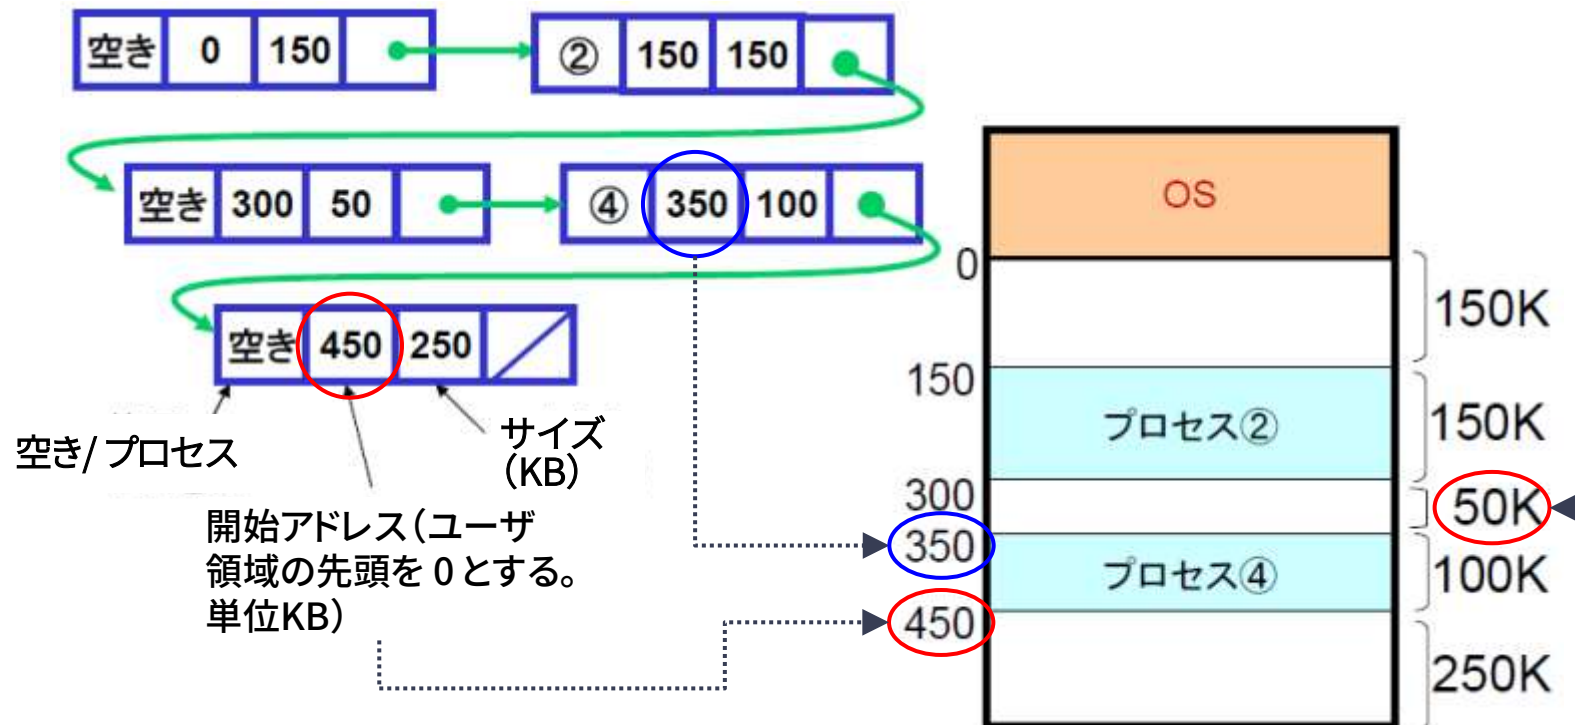 空き 0 150
② 150 150
空き 300 50
④ 350 100
空き 450 250
空き/プロセス
サイズ
(KB)
開始アドレス(ユーザ
領域の先頭を0とする。
単位KB)
OS
0
150K
150
プロセス②
150K
300
50K
350
プロセス④
100K
450
250K